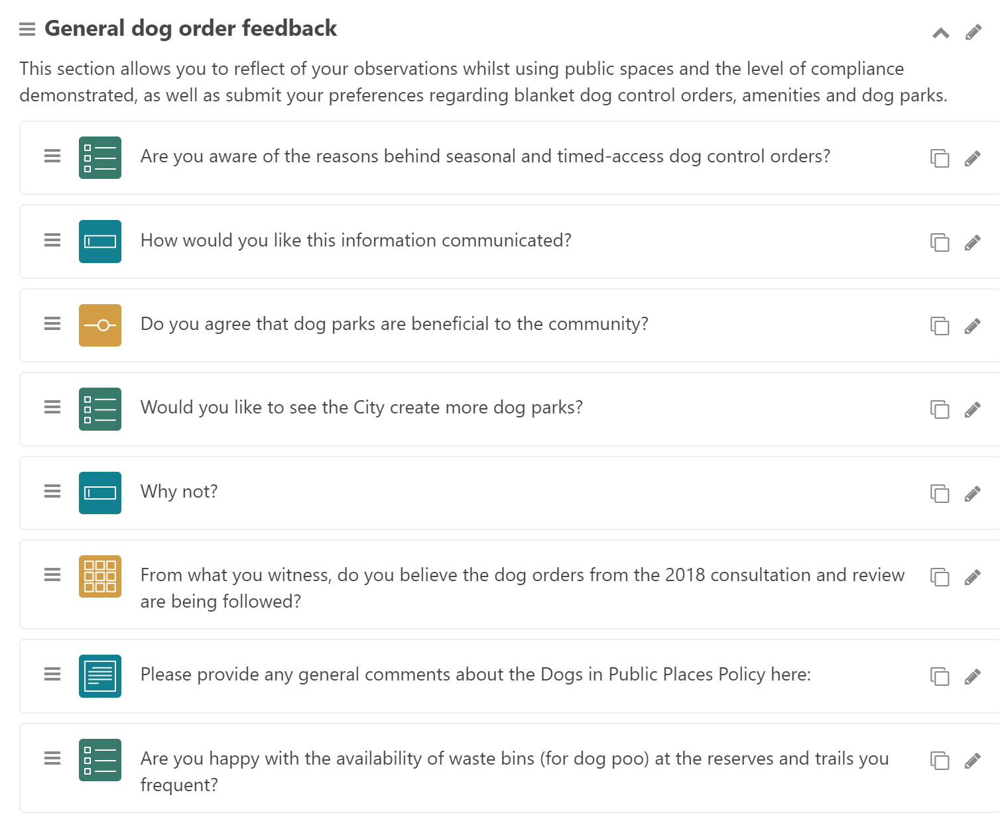 General dog order feedback
This section allows you to reflect of your observations whilst using public spaces and the level of compliance
demonstrated, as well as submit your preferences regarding blanket dog control orders, amenities and dog parks.
Are you aware of the reasons behind seasonal and timed-access dog control orders?
How would you like this information communicated?
Do you agree that dog parks are beneficial to the community?
Would you like to see the City create more dog parks?
Why not?
From what you witness, do you believe the dog orders from the 2018 consultation and review
are being followed?
Please provide any general comments about the Dogs in Public Places Policy here:
Are you happy with the availability of waste bins (for dog poo) at the reserves and trails you
frequent?